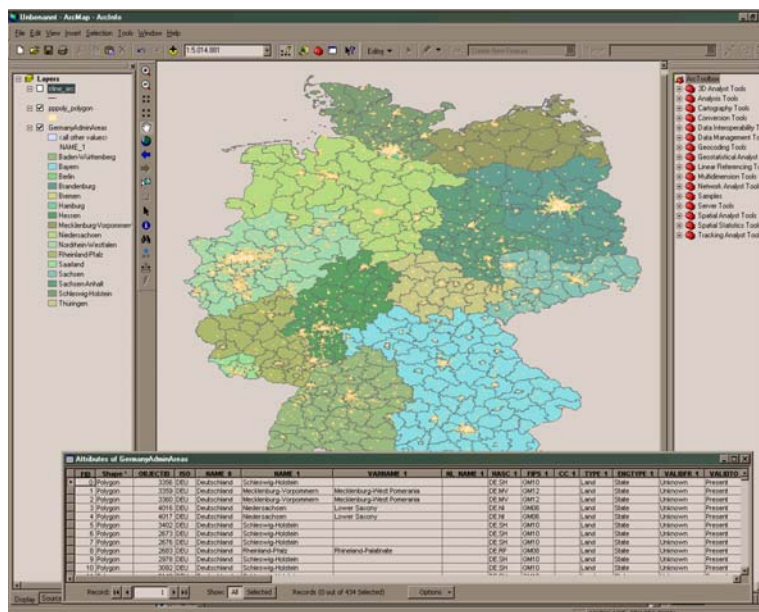 Unbenannt - ArcMap - ArcInfo
File Edit View Insert Selection Tools Window Help
1:5.014.881 Editing Create New Feature
Layers
ppoly_polygon
GermanyAdminAreas
<all other values>
NAME_1
Baden-Württemberg
Bayern
Berlin
Brandenburg
Bremen
Hamburg
Hessen
Mecklenburg-Vorpommern
Niedersachsen
Nordrhein-Westfalen
Rheinland-Pfalz
Saarland
Sachsen
Sachsen-Anhalt
Schleswig-Holstein
Thüringen
ArcToolbox
3D Analyst Tools
Analysis Tools
Cartography Tools
Conversion Tools
Data Interoperability T
Data Management To
Geocoding Tools
Geostatistical Analyst
Linear Referencing To
Multidimension Tools
Network Analyst Tool
Samples
Server Tools
Spatial Analyst Tools
Spatial Statistics Tools
Tracking Analyst Tool
Attributes of GermanyAdminAreas
FID Shape * OBJECTID ISO NAME_0 NAME_1 VARNAME_1 NL_NAME_1 HASC_1 FIPS_1 CC_1 TYPE_1 ENGTYPE_1 VALIDFR_1 VALIDTO
0 Polygon 3356 DEU Deutschland Schleswig-Holstein DE.SH GM10 Land State Unknown Present
1 Polygon 3359 DEU Deutschland Mecklenburg-Vorpommern Mecklenburg-West Pomerania DE.MV GM12 Land State Unknown Present
2 Polygon 3360 DEU Deutschland Mecklenburg-Vorpommern Mecklenburg-West Pomerania DE.MV GM12 Land State Unknown Present
3 Polygon 4016 DEU Deutschland Niedersachsen Lower Saxony DE.NI GM06 Land State Unknown Present
4 Polygon 4017 DEU Deutschland Niedersachsen Lower Saxony DE.NI GM06 Land State Unknown Present
5 Polygon 3402 DEU Deutschland Schleswig-Holstein DE.SH GM10 Land State Unknown Present
6 Polygon 2673 DEU Deutschland Schleswig-Holstein DE.SH GM10 Land State Unknown Present
7 Polygon 2676 DEU Deutschland Schleswig-Holstein DE.SH GM10 Land State Unknown Present
8 Polygon 2683 DEU Deutschland Rheinland-Pfalz Rhineland-Palatinate DE.RP GM08 Land State Unknown Present
9 Polygon 2979 DEU Deutschland Schleswig-Holstein DE.SH GM10 Land State Unknown Present
10 Polygon 3092 DEU Deutschland Schleswig-Holstein DE.SH GM10 Land State Unknown Present
Record: 1 Show: All Selected Records (0 out of 434 Selected) Options
Display Source